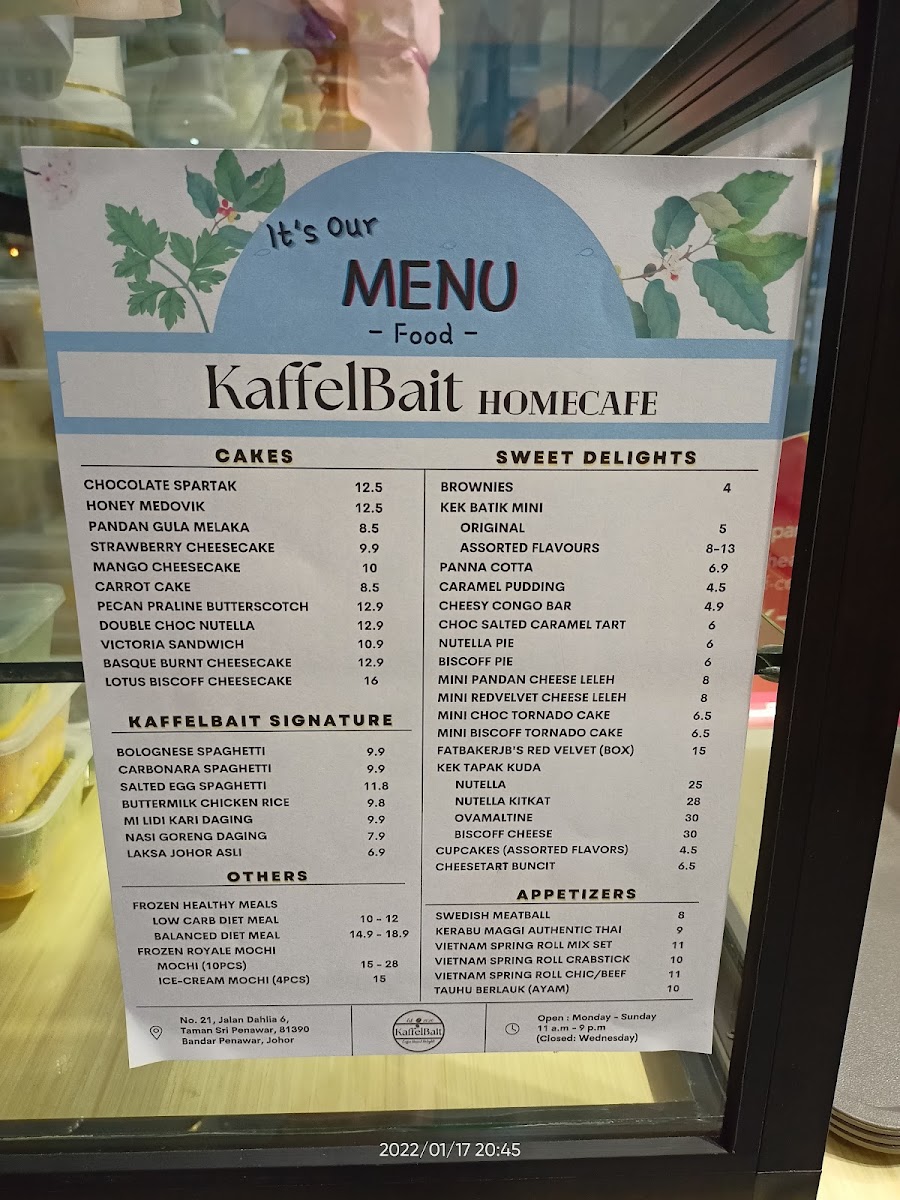 It's Our
MENU
- Food -
KaffelBait HOMECAFE
CAKES
CHOCOLATE SPARTAK 12.5
HONEY MEDOVIK 12.5
PANDAN GULA MELAKA 8.5
STRAWBERRY CHEESECAKE 9.9
MANGO CHEESECAKE 10
CARROT CAKE 8.5
PECAN PRALINE BUTTERSCOTCH 12.9
DOUBLE CHOC NUTELLA 12.9
VICTORIA SANDWICH 10.9
BASQUE BURNT CHEESECAKE 12.9
LOTUS BISCOFF CHEESECAKE 16
KAFFELBAIT SIGNATURE
BOLOGNESE SPAGHETTI 9.9
CARBONARA SPAGHETTI 9.9
SALTED EGG SPAGHETTI 11.8
BUTTERMILK CHICKEN RICE 9.8
MI LIDI KARI DAGING 9.9
NASI GORENG DAGING 7.9
LAKSA JOHOR ASLI 6.9
OTHERS
FROZEN HEALTHY MEALS
LOW CARB DIET MEAL 10 - 12
BALANCED DIET MEAL 14.9 - 18.9
FROZEN ROYALE MOCHI
MOCHI (10PCS) 15 - 28
ICE-CREAM MOCHI (4PCS) 15
SWEET DELIGHTS
BROWNIES 4
KEK BATIK MINI
ORIGINAL 5
ASSORTED FLAVOURS 8-13
PANNA COTTA 6.9
CARAMEL PUDDING 4.5
CHEESY CONGO BAR 4.9
CHOC SALTED CARAMEL TART 6
NUTELLA PIE 6
BISCOFF PIE 6
MINI PANDAN CHEESE LELEH 8
MINI REDVELVET CHEESE LELEH 8
MINI CHOC TORNADO CAKE 6.5
MINI BISCOFF TORNADO CAKE 6.5
FATBAKERJB'S RED VELVET (BOX) 15
KEK TAPAK KUDA
NUTELLA 25
NUTELLA KITKAT 28
OVAMALTINE 30
BISCOFF CHEESE 30
CUPCAKES (ASSORTED FLAVORS) 4.5
CHEESETART BUNCIT 6.5
APPETIZERS
SWEDISH MEATBALL 8
KERABU MAGGI AUTHENTIC THAI 9
VIETNAM SPRING ROLL MIX SET 11
VIETNAM SPRING ROLL CRABSTICK 10
VIETNAM SPRING ROLL CHIC/BEEF 11
TAUHU BERLAUK (AYAM) 10
No. 21, Jalan Dahlia 6,
Taman Sri Penawar, 81390
Bandar Penawar, Johor
KaffelBait
Open : Monday - Sunday
11 a.m - 9 p.m
(Closed: Wednesday)
2022/01/17 20:45